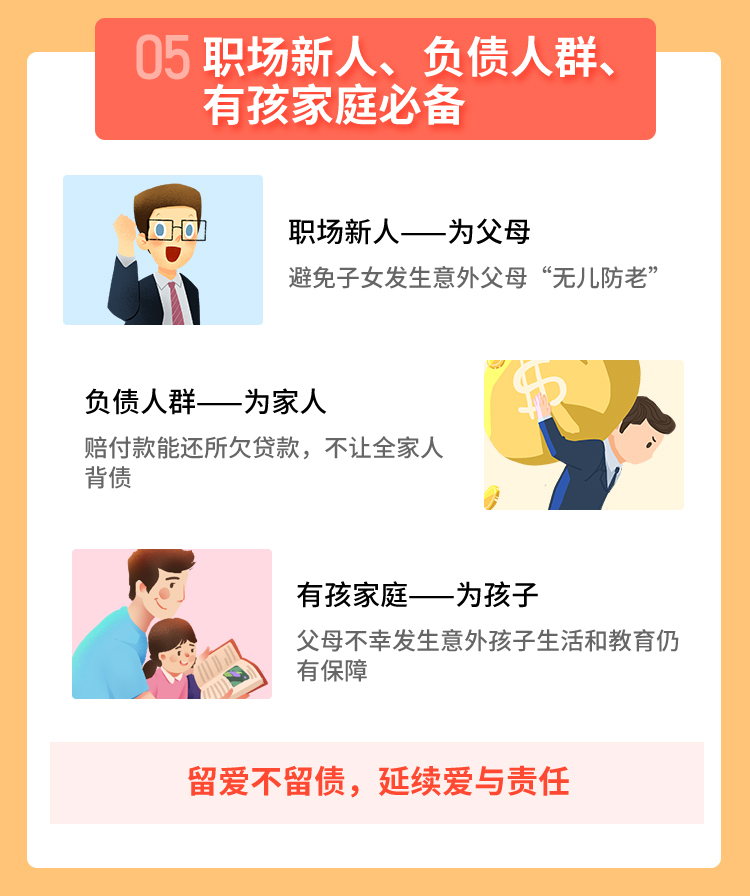 05 职场新人、负债人群、
有孩家庭必备
职场新人——为父母
避免子女发生意外父母“无儿防老”
负债人群——为家人
赔付款能还所欠贷款，不让全家人
背债
$
有孩家庭——为孩子
父母不幸发生意外孩子生活和教育仍
有保障
留爱不留债，延续爱与责任